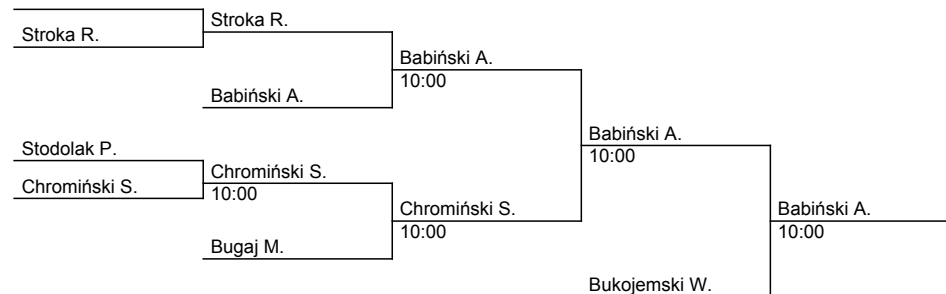 Stroka R.
Stroka R.
Babiński A.
10:00
Babiński A.
Babiński A.
10:00
Stodolak P.
Chromiński S.
Chromiński S.
10:00
Chromiński S.
10:00
Babiński A.
10:00
Bugaj M.
Bukojemski W.